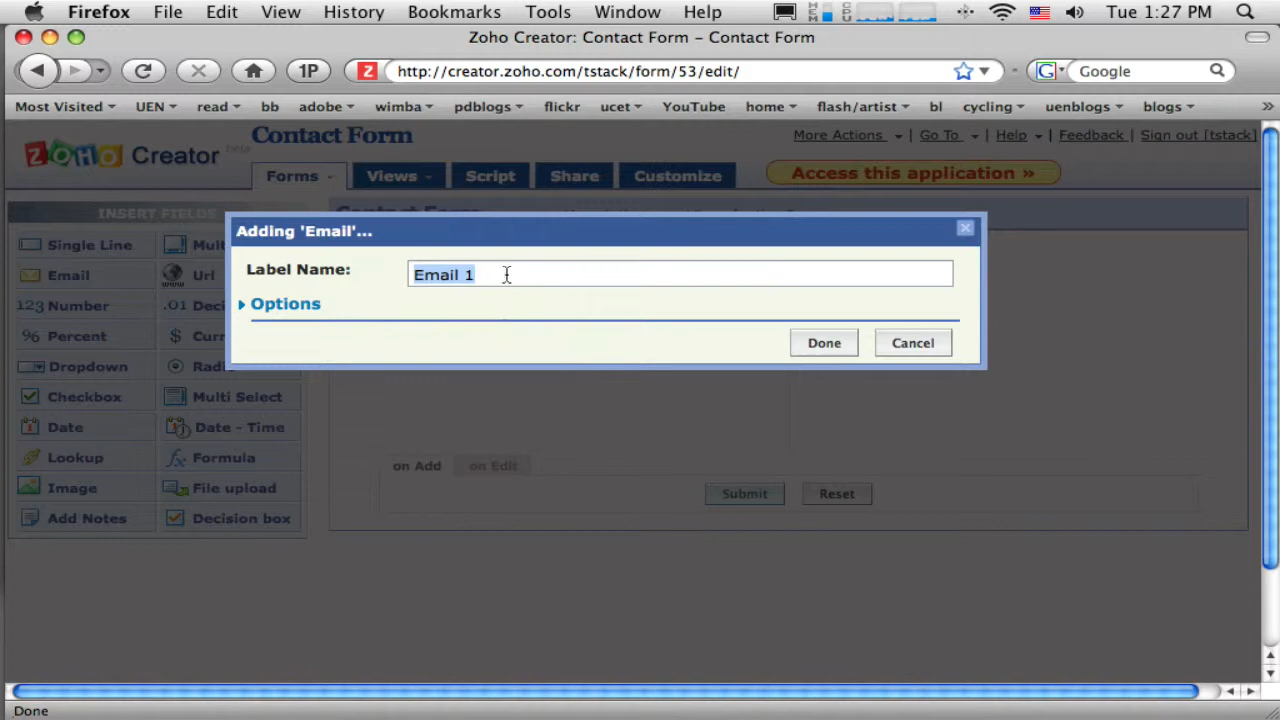 Firefox File Edit View History Bookmarks Tools Window Help MEM CPU Tue 1:27 PM
Zoho Creator: Contact Form – Contact Form
1P Z http://creator.zoho.com/tstack/form/53/edit/ G Google
Most Visited UEN read bb adobe wimba pdblogs flickr ucet YouTube home flash/artist bl cycling uenblogs blogs »
ZOHO Creator beta
Contact Form
More Actions Go To Help Feedback Sign out [tstack]
Forms Views Script Share Customize Access this application »
INSERT FIELDS
Single Line
Email Url
123 Number
% Percent
Dropdown
Checkbox Multi Select
Date Date - Time
Lookup Formula
Image File upload
Add Notes Decision box
Adding 'Email'...
Label Name: Email 1
Options
Done Cancel
on Add on Edit
Submit Reset
Done